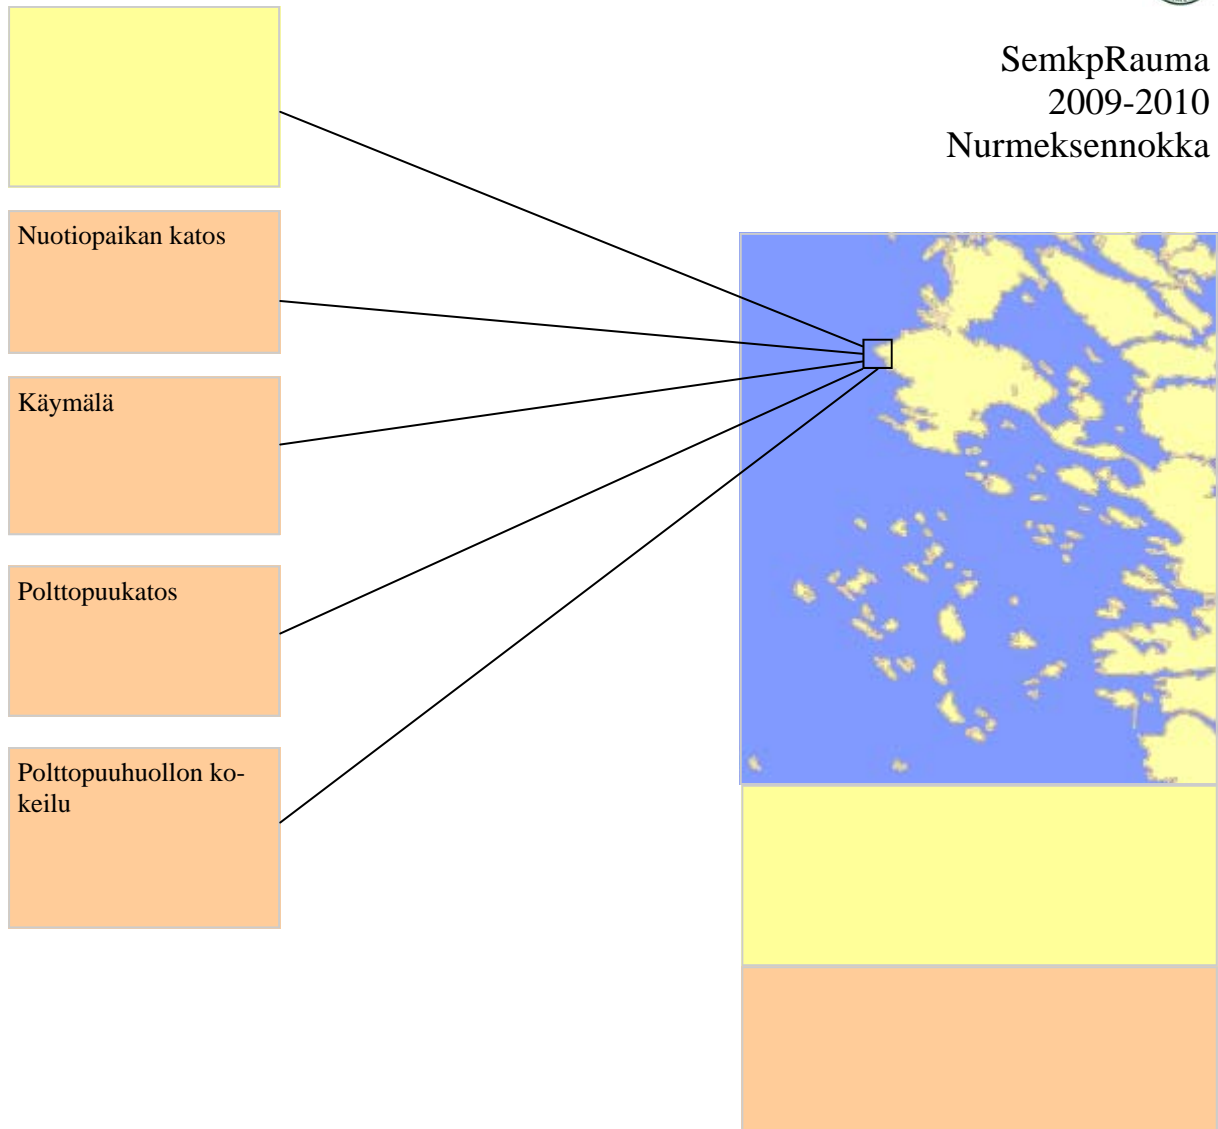 SemkpRauma
2009-2010
Nurmeksennokka
Nuotiopaikan katos
Käymälä
Polttopuukatos
Polttopuuhuollon ko-
keilu